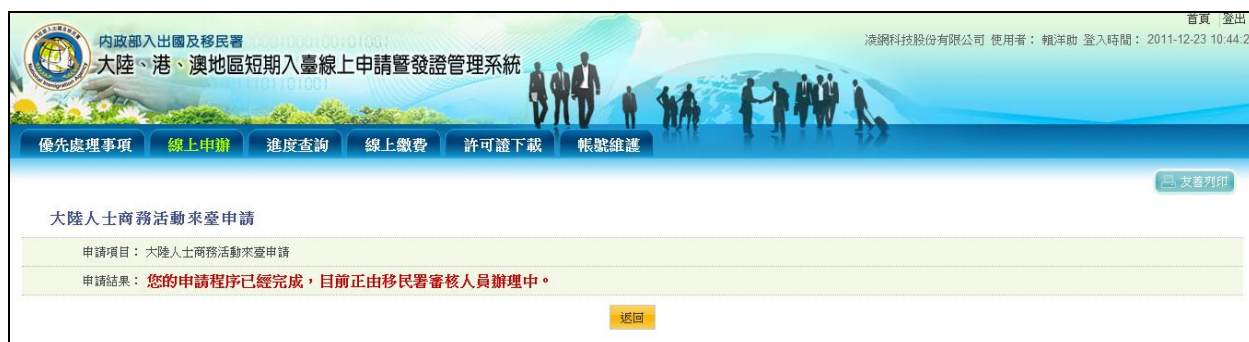 首頁 登出
內政部入出國及移民署
凌網科技股份有限公司 使用者： 賴洋助 登入時間： 2011-12-23 10:44:2
大陸、港、澳地區短期入臺線上申請暨發證管理系統
優先處理事項 線上申辦 進度查詢 線上繳費 許可證下載 帳號維護
友善列印
大陸人士商務活動來臺申請
申請項目： 大陸人士商務活動來臺申請
申請結果： 您的申請程序已經完成，目前正由移民署審核人員辦理中。
返回